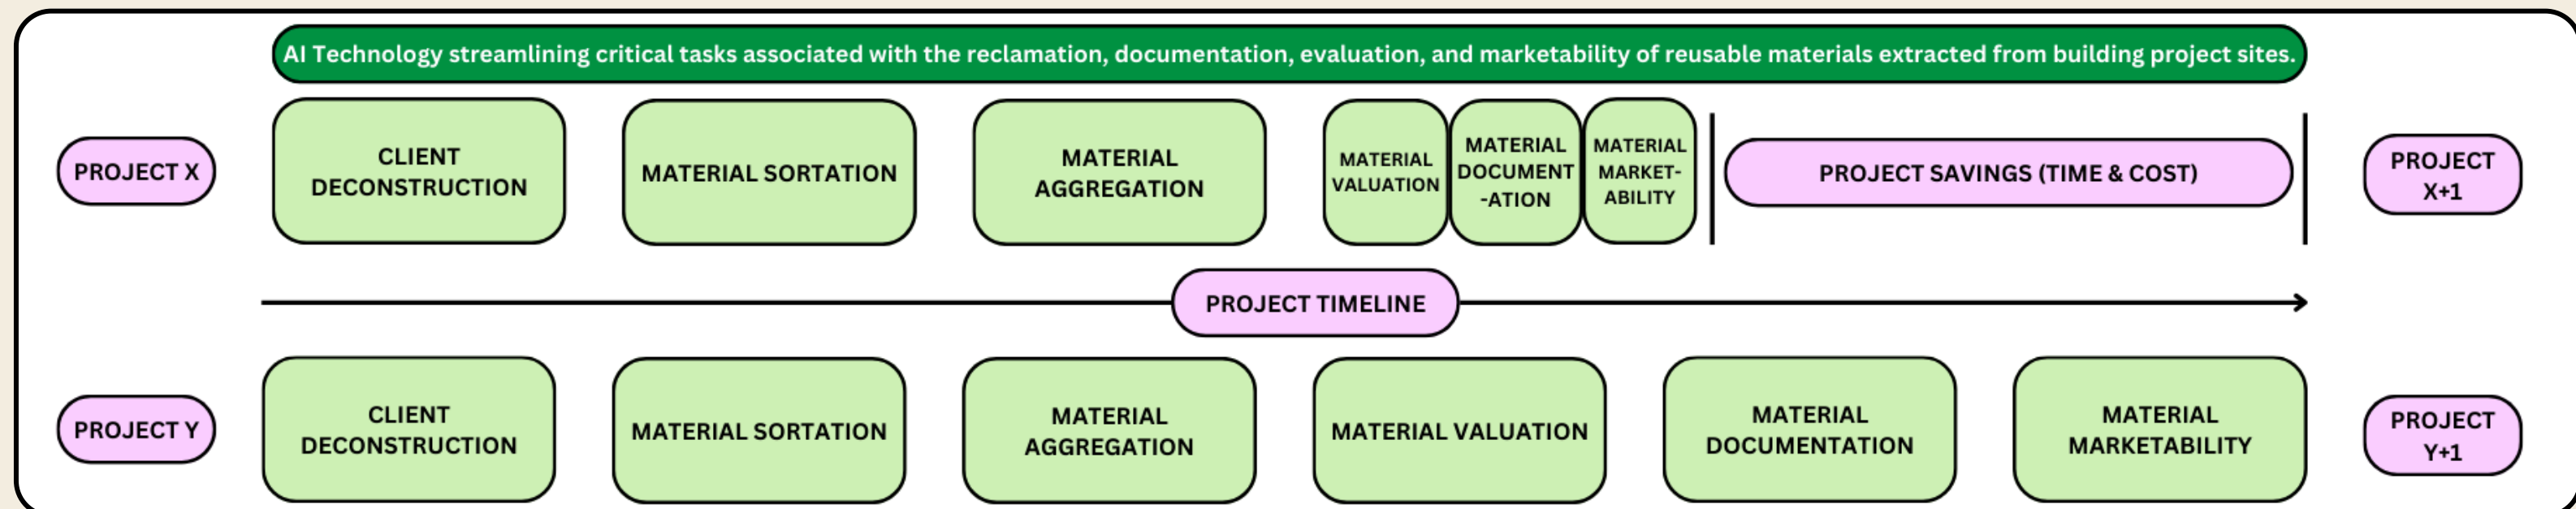 AI Technology streamlining critical tasks associated with the reclamation, documentation, evaluation, and marketability of reusable materials extracted from building project sites.
PROJECT X
CLIENT
DECONSTRUCTION
MATERIAL SORTATION
MATERIAL
AGGREGATION
MATERIAL
VALUATION
MATERIAL
DOCUMENT
-ATION
MATERIAL
MARKET-
ABILITY
PROJECT SAVINGS (TIME & COST)
PROJECT
X+1
PROJECT TIMELINE
PROJECT Y
CLIENT
DECONSTRUCTION
MATERIAL SORTATION
MATERIAL
AGGREGATION
MATERIAL VALUATION
MATERIAL
DOCUMENTATION
MATERIAL
MARKETABILITY
PROJECT
Y+1